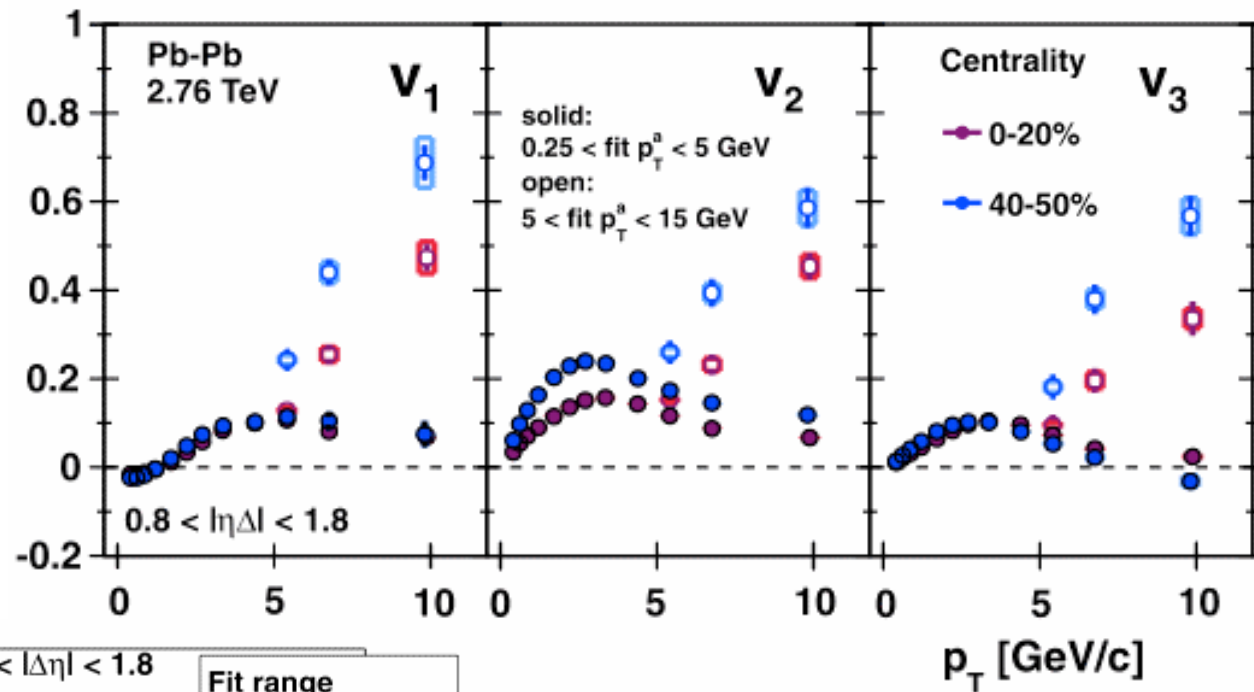 1
0.8
0.6
0.4
0.2
0
-0.2
Pb-Pb
2.76 TeV
v1
0.8 < |ηΔ| < 1.8
0 5 10
v2
solid:
0.25 < fit p_T^a < 5 GeV
open:
5 < fit p_T^a < 15 GeV
0 5 10
Centrality
v3
0-20%
40-50%
0 5 10
p_T [GeV/c]
< |Δη| < 1.8
Fit range